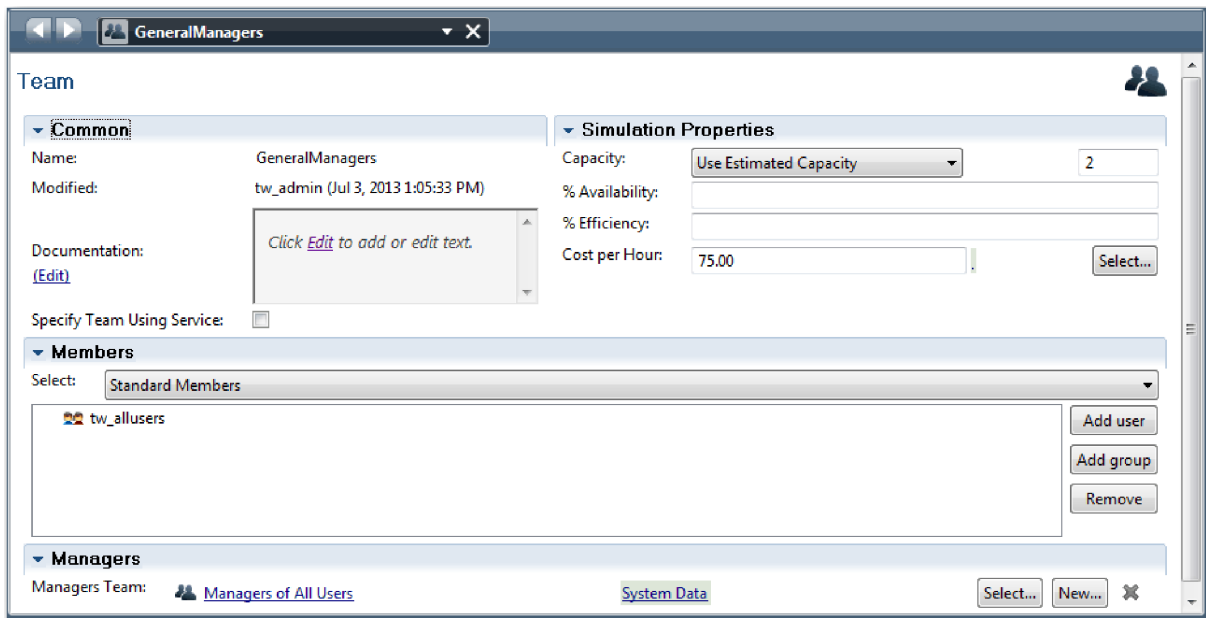 GeneralManagers
Team
Common
Name: GeneralManagers
Modified: tw_admin (Jul 3, 2013 1:05:33 PM)
Documentation:
(Edit)
Click Edit to add or edit text.
Specify Team Using Service:
Simulation Properties
Capacity: Use Estimated Capacity 2
% Availability:
% Efficiency:
Cost per Hour: 75.00 . Select...
Members
Select: Standard Members
tw_allusers
Add user
Add group
Remove
Managers
Managers Team: Managers of All Users System Data Select... New...